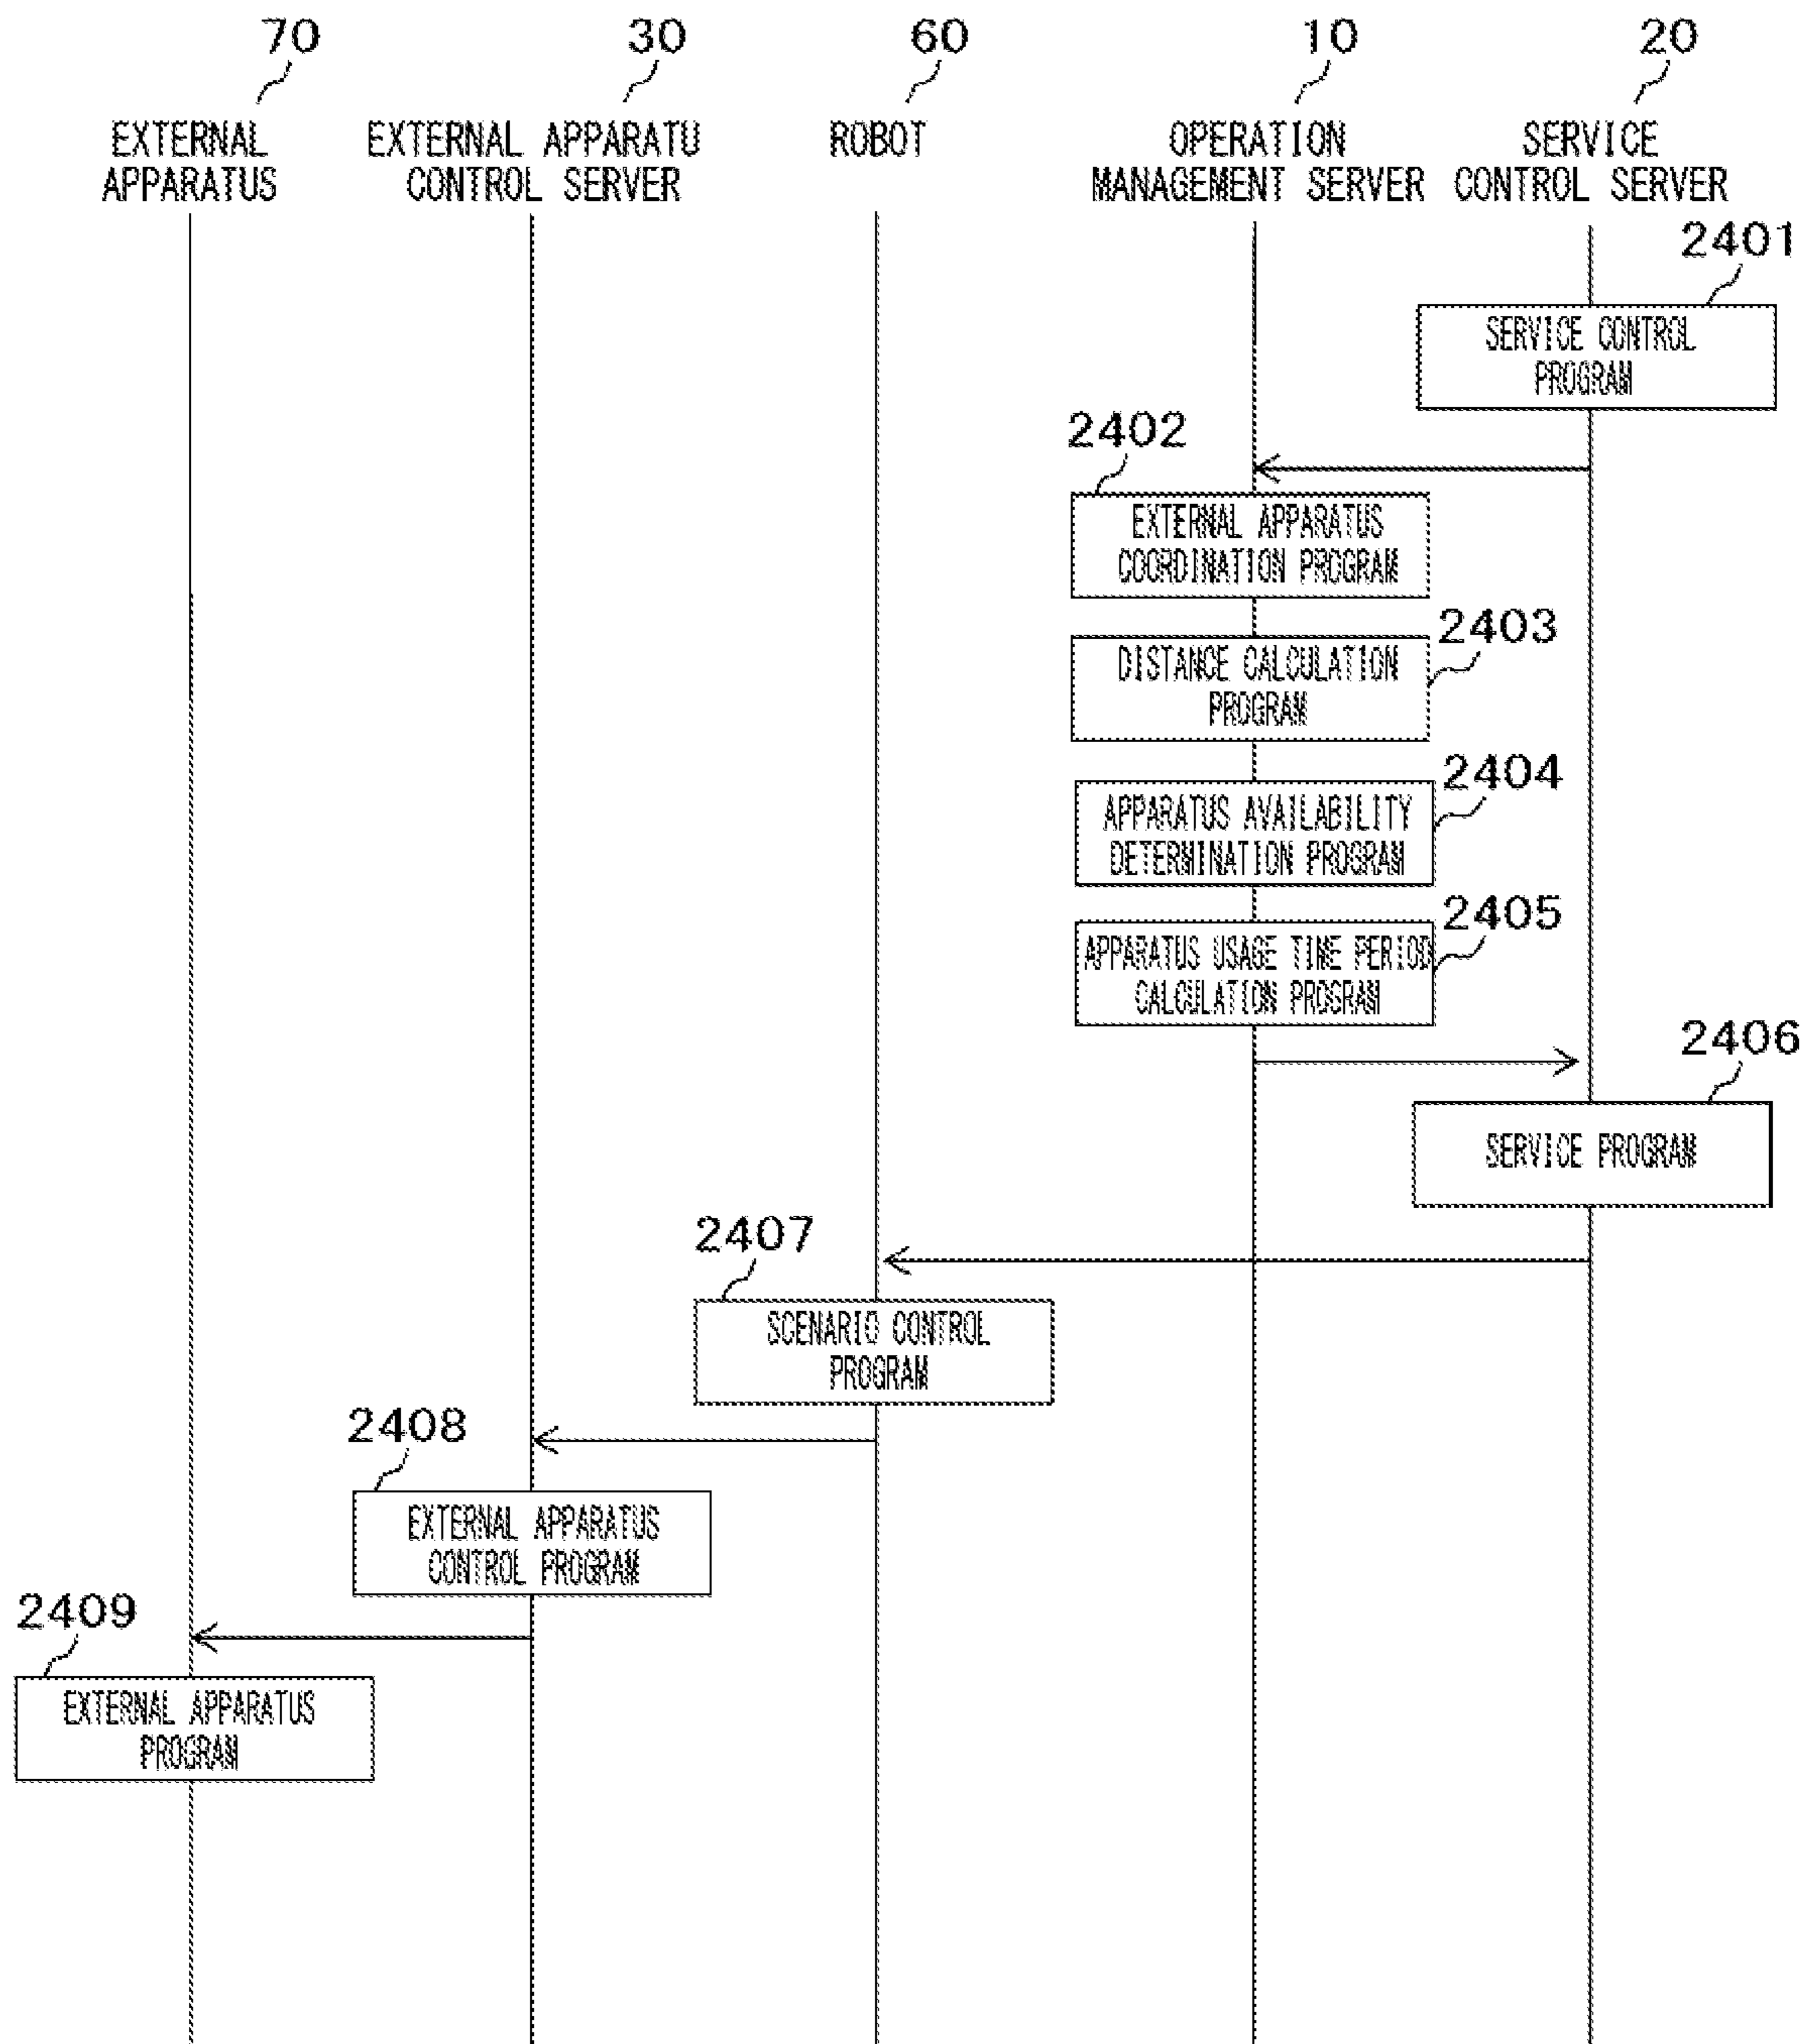 70
30
60
10
20
EXTERNAL
APPARATUS
EXTERNAL APPARATU
CONTROL SERVER
ROBOT
OPERATION
MANAGEMENT SERVER
SERVICE
CONTROL SERVER
2401
SERVICE CONTROL
PROGRAM
2402
EXTERNAL APPARATUS
COORDINATION PROGRAM
2403
DISTANCE CALCULATION
PROGRAM
2404
APPARATUS AVAILABILITY
DETERMINATION PROGRAM
2405
APPARATUS USAGE TIME PERIOD
CALCULATION PROGRAM
2406
SERVICE PROGRAM
2407
SCENARIO CONTROL
PROGRAM
2408
EXTERNAL APPARATUS
CONTROL PROGRAM
2409
EXTERNAL APPARATUS
PROGRAM